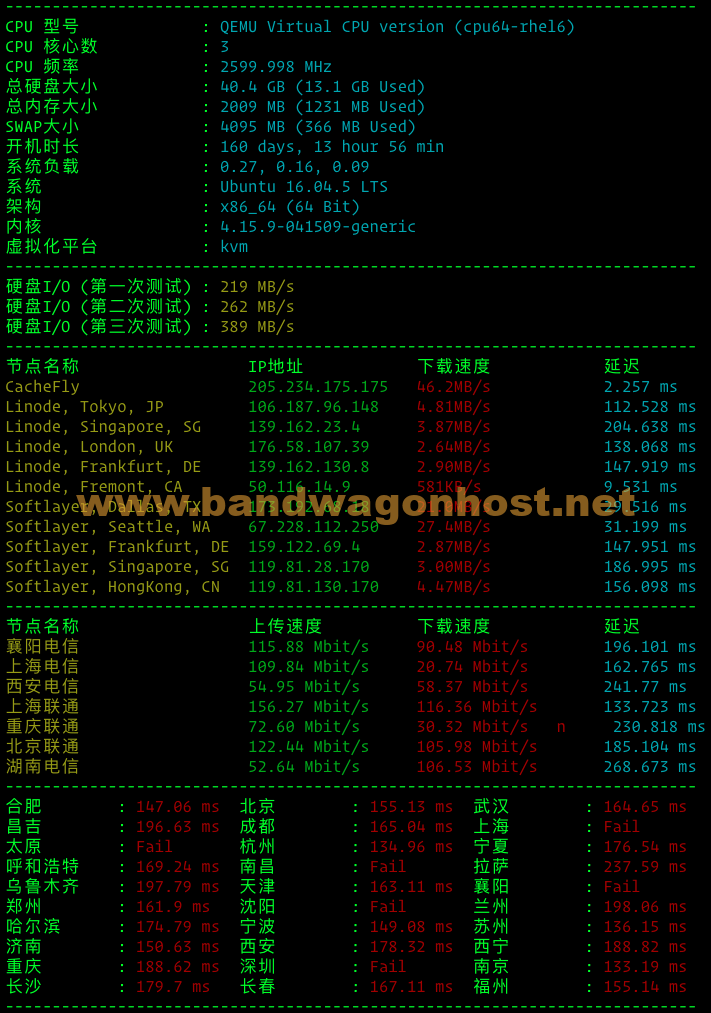 CPU 型号 : QEMU Virtual CPU version (cpu64-rhel6)
CPU 核心数 : 3
CPU 频率 : 2599.998 MHz
总硬盘大小 : 40.4 GB (13.1 GB Used)
总内存大小 : 2009 MB (1231 MB Used)
SWAP大小 : 4095 MB (366 MB Used)
开机时长 : 160 days, 13 hour 56 min
系统负载 : 0.27, 0.16, 0.09
系统 : Ubuntu 16.04.5 LTS
架构 : x86_64 (64 Bit)
内核 : 4.15.9-041509-generic
虚拟化平台 : kvm
硬盘I/O (第一次测试) : 219 MB/s
硬盘I/O (第二次测试) : 262 MB/s
硬盘I/O (第三次测试) : 389 MB/s
节点名称 IP地址 下载速度 延迟
CacheFly 205.234.175.175 46.2MB/s 2.257 ms
Linode, Tokyo, JP 106.187.96.148 4.81MB/s 112.528 ms
Linode, Singapore, SG 139.162.23.4 3.87MB/s 204.638 ms
Linode, London, UK 176.58.107.39 2.64MB/s 138.068 ms
Linode, Frankfurt, DE 139.162.130.8 2.90MB/s 147.919 ms
Linode, Fremont, CA 50.116.14.9 581KB/s 9.531 ms
www.bandwagonhost.net
Softlayer, Dallas, TX 173.192.68.18 29.516 ms
Softlayer, Seattle, WA 67.228.112.250 27.4MB/s 31.199 ms
Softlayer, Frankfurt, DE 159.122.69.4 2.87MB/s 147.951 ms
Softlayer, Singapore, SG 119.81.28.170 3.00MB/s 186.995 ms
Softlayer, HongKong, CN 119.81.130.170 4.47MB/s 156.098 ms
节点名称 上传速度 下载速度 延迟
襄阳电信 115.88 Mbit/s 90.48 Mbit/s 196.101 ms
上海电信 109.84 Mbit/s 20.74 Mbit/s 162.765 ms
西安电信 54.95 Mbit/s 58.37 Mbit/s 241.77 ms
上海联通 156.27 Mbit/s 116.36 Mbit/s 133.723 ms
重庆联通 72.60 Mbit/s 30.32 Mbit/s n 230.818 ms
北京联通 122.44 Mbit/s 105.98 Mbit/s 185.104 ms
湖南电信 52.64 Mbit/s 106.53 Mbit/s 268.673 ms
合肥 : 147.06 ms 北京 : 155.13 ms 武汉 : 164.65 ms
昌吉 : 196.63 ms 成都 : 165.04 ms 上海 : Fail
太原 : Fail 杭州 : 134.96 ms 宁夏 : 176.54 ms
呼和浩特 : 169.24 ms 南昌 : Fail 拉萨 : 237.59 ms
乌鲁木齐 : 197.79 ms 天津 : 163.11 ms 襄阳 : Fail
郑州 : 161.9 ms 沈阳 : Fail 兰州 : 198.06 ms
哈尔滨 : 174.79 ms 宁波 : 149.08 ms 苏州 : 136.15 ms
济南 : 150.63 ms 西安 : 178.32 ms 西宁 : 188.82 ms
重庆 : 188.62 ms 深圳 : Fail 南京 : 133.19 ms
长沙 : 179.7 ms 长春 : 167.11 ms 福州 : 155.14 ms